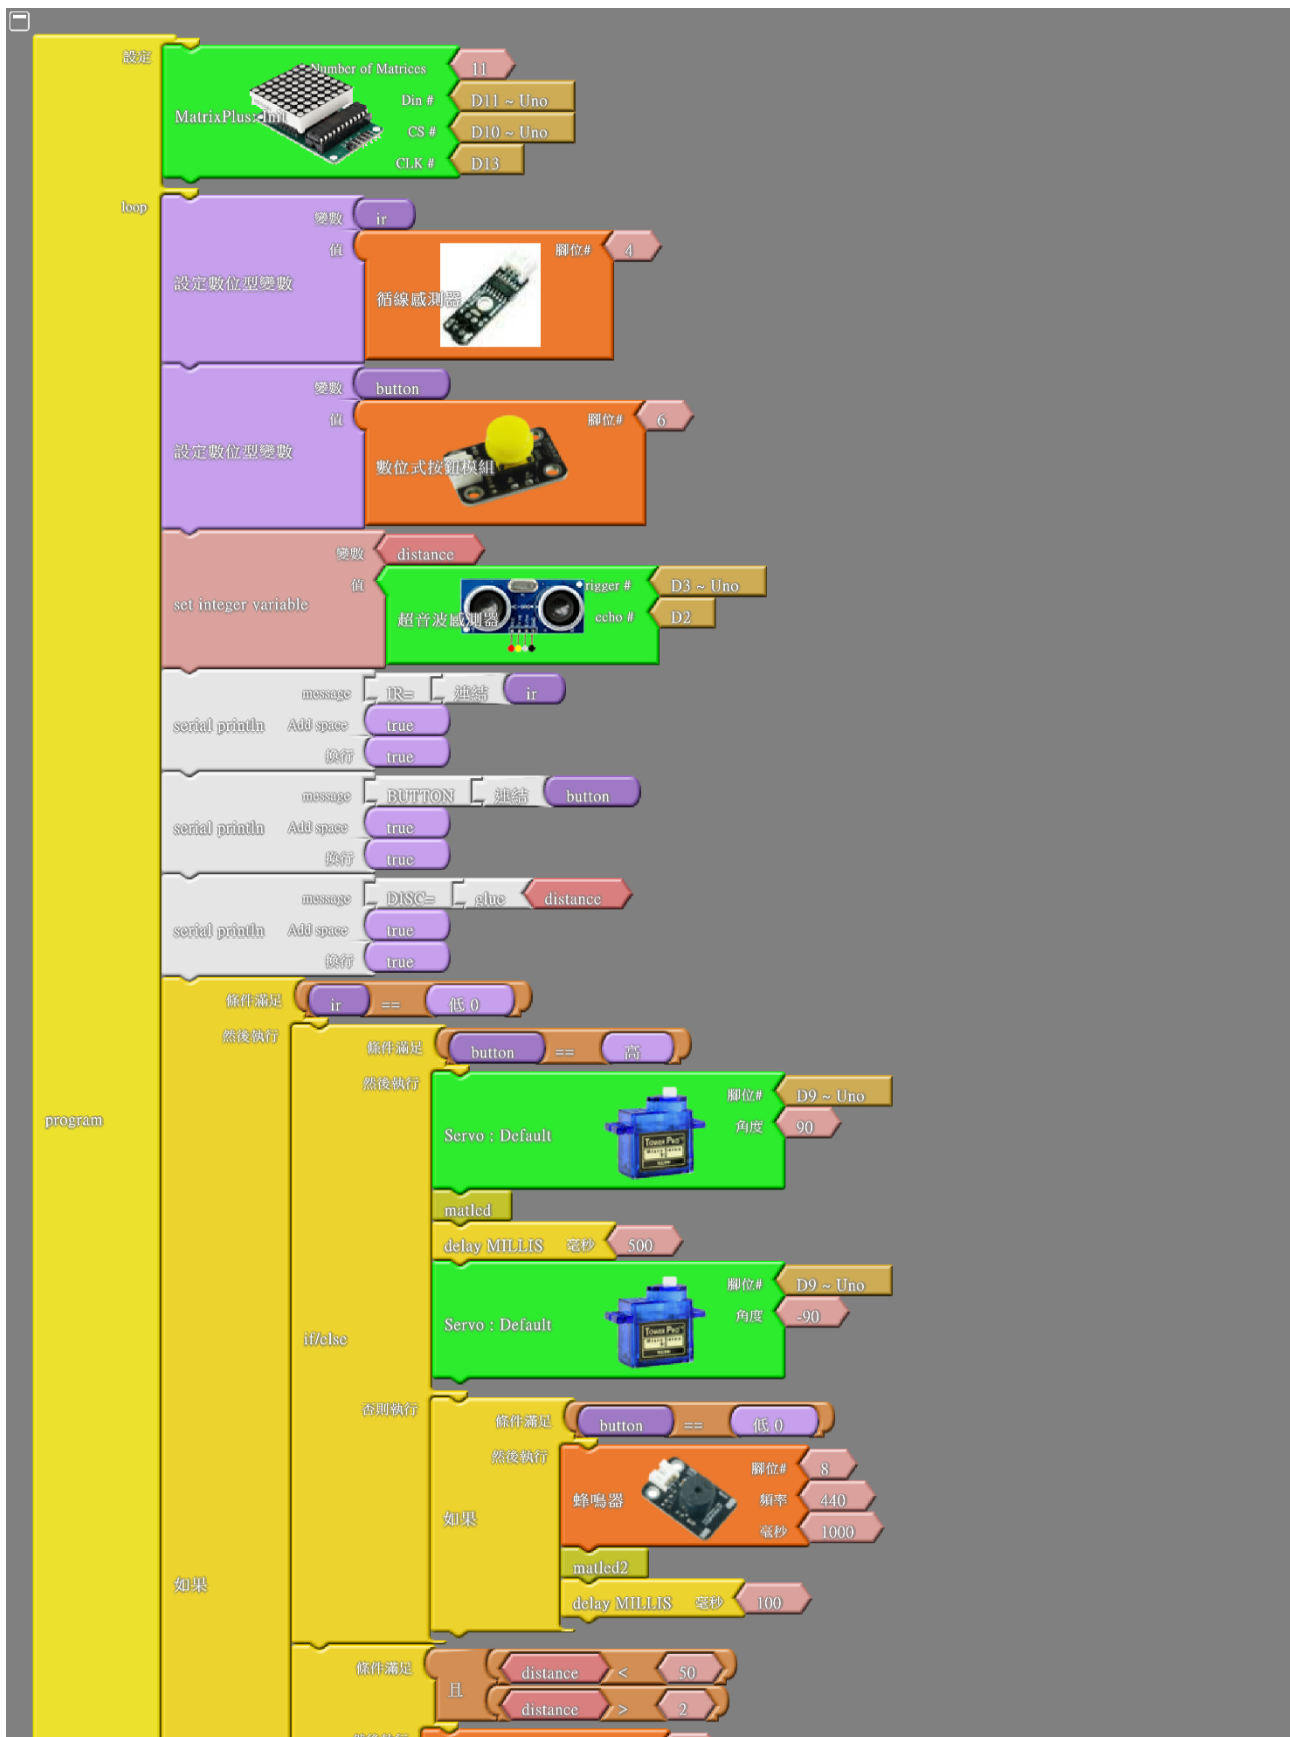 設定
Number of Matrices 11
Din # D11 ~ Uno
MatrixPlus: Init
CS # D10 ~ Uno
CLK # D13
loop
變數 ir
值
腳位# 4
設定數位型變數
循線感測器
變數 button
值
腳位# 6
設定數位型變數
數位式按鈕模組
變數 distance
值
trigger # D3 ~ Uno
set integer variable
超音波感測器
echo # D2
message IR= 連結 ir
serial println Add space true
換行 true
message BUTTON 連結 button
serial println Add space true
換行 true
message DISC= glue distance
serial println Add space true
換行 true
條件滿足 ir == 低 0
然後執行
條件滿足 button == 高
然後執行
腳位# D9 ~ Uno
program
角度 90
Servo : Default
TOWER PRO
matled
delay MILLIS 毫秒 500
腳位# D9 ~ Uno
角度 -90
Servo : Default
TOWER PRO
if/else
否則執行
條件滿足 button == 低 0
然後執行
腳位# 8
蜂鳴器
頻率 440
如果
毫秒 1000
matled2
如果
delay MILLIS 毫秒 100
條件滿足
distance < 50
且
distance > 2
然後執行